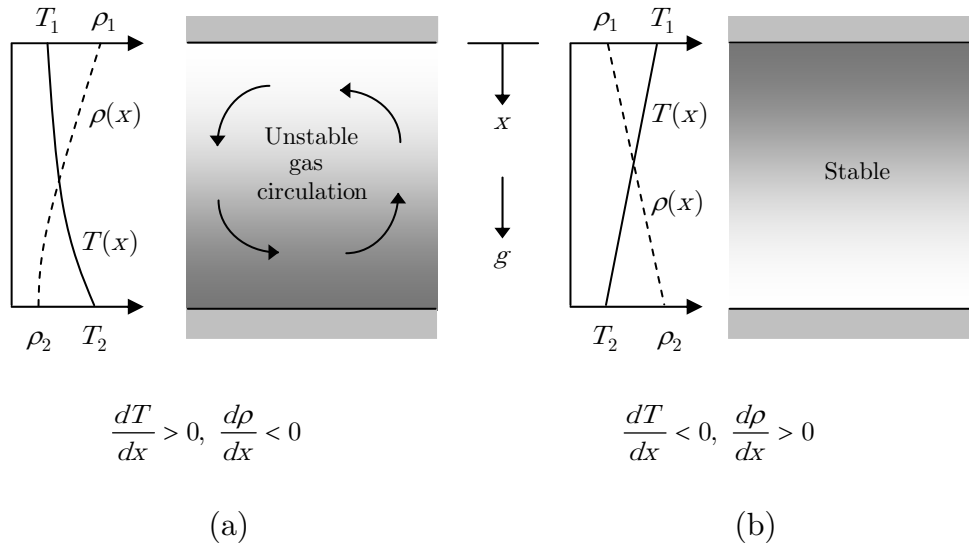 T₁ ρ₁
ρ(x)
T(x)
ρ₂ T₂
Unstable
gas
circulation
x
g
ρ₁ T₁
T(x)
ρ(x)
T₂ ρ₂
Stable
dT/dx > 0, dρ/dx < 0
dT/dx < 0, dρ/dx > 0
(a)
(b)